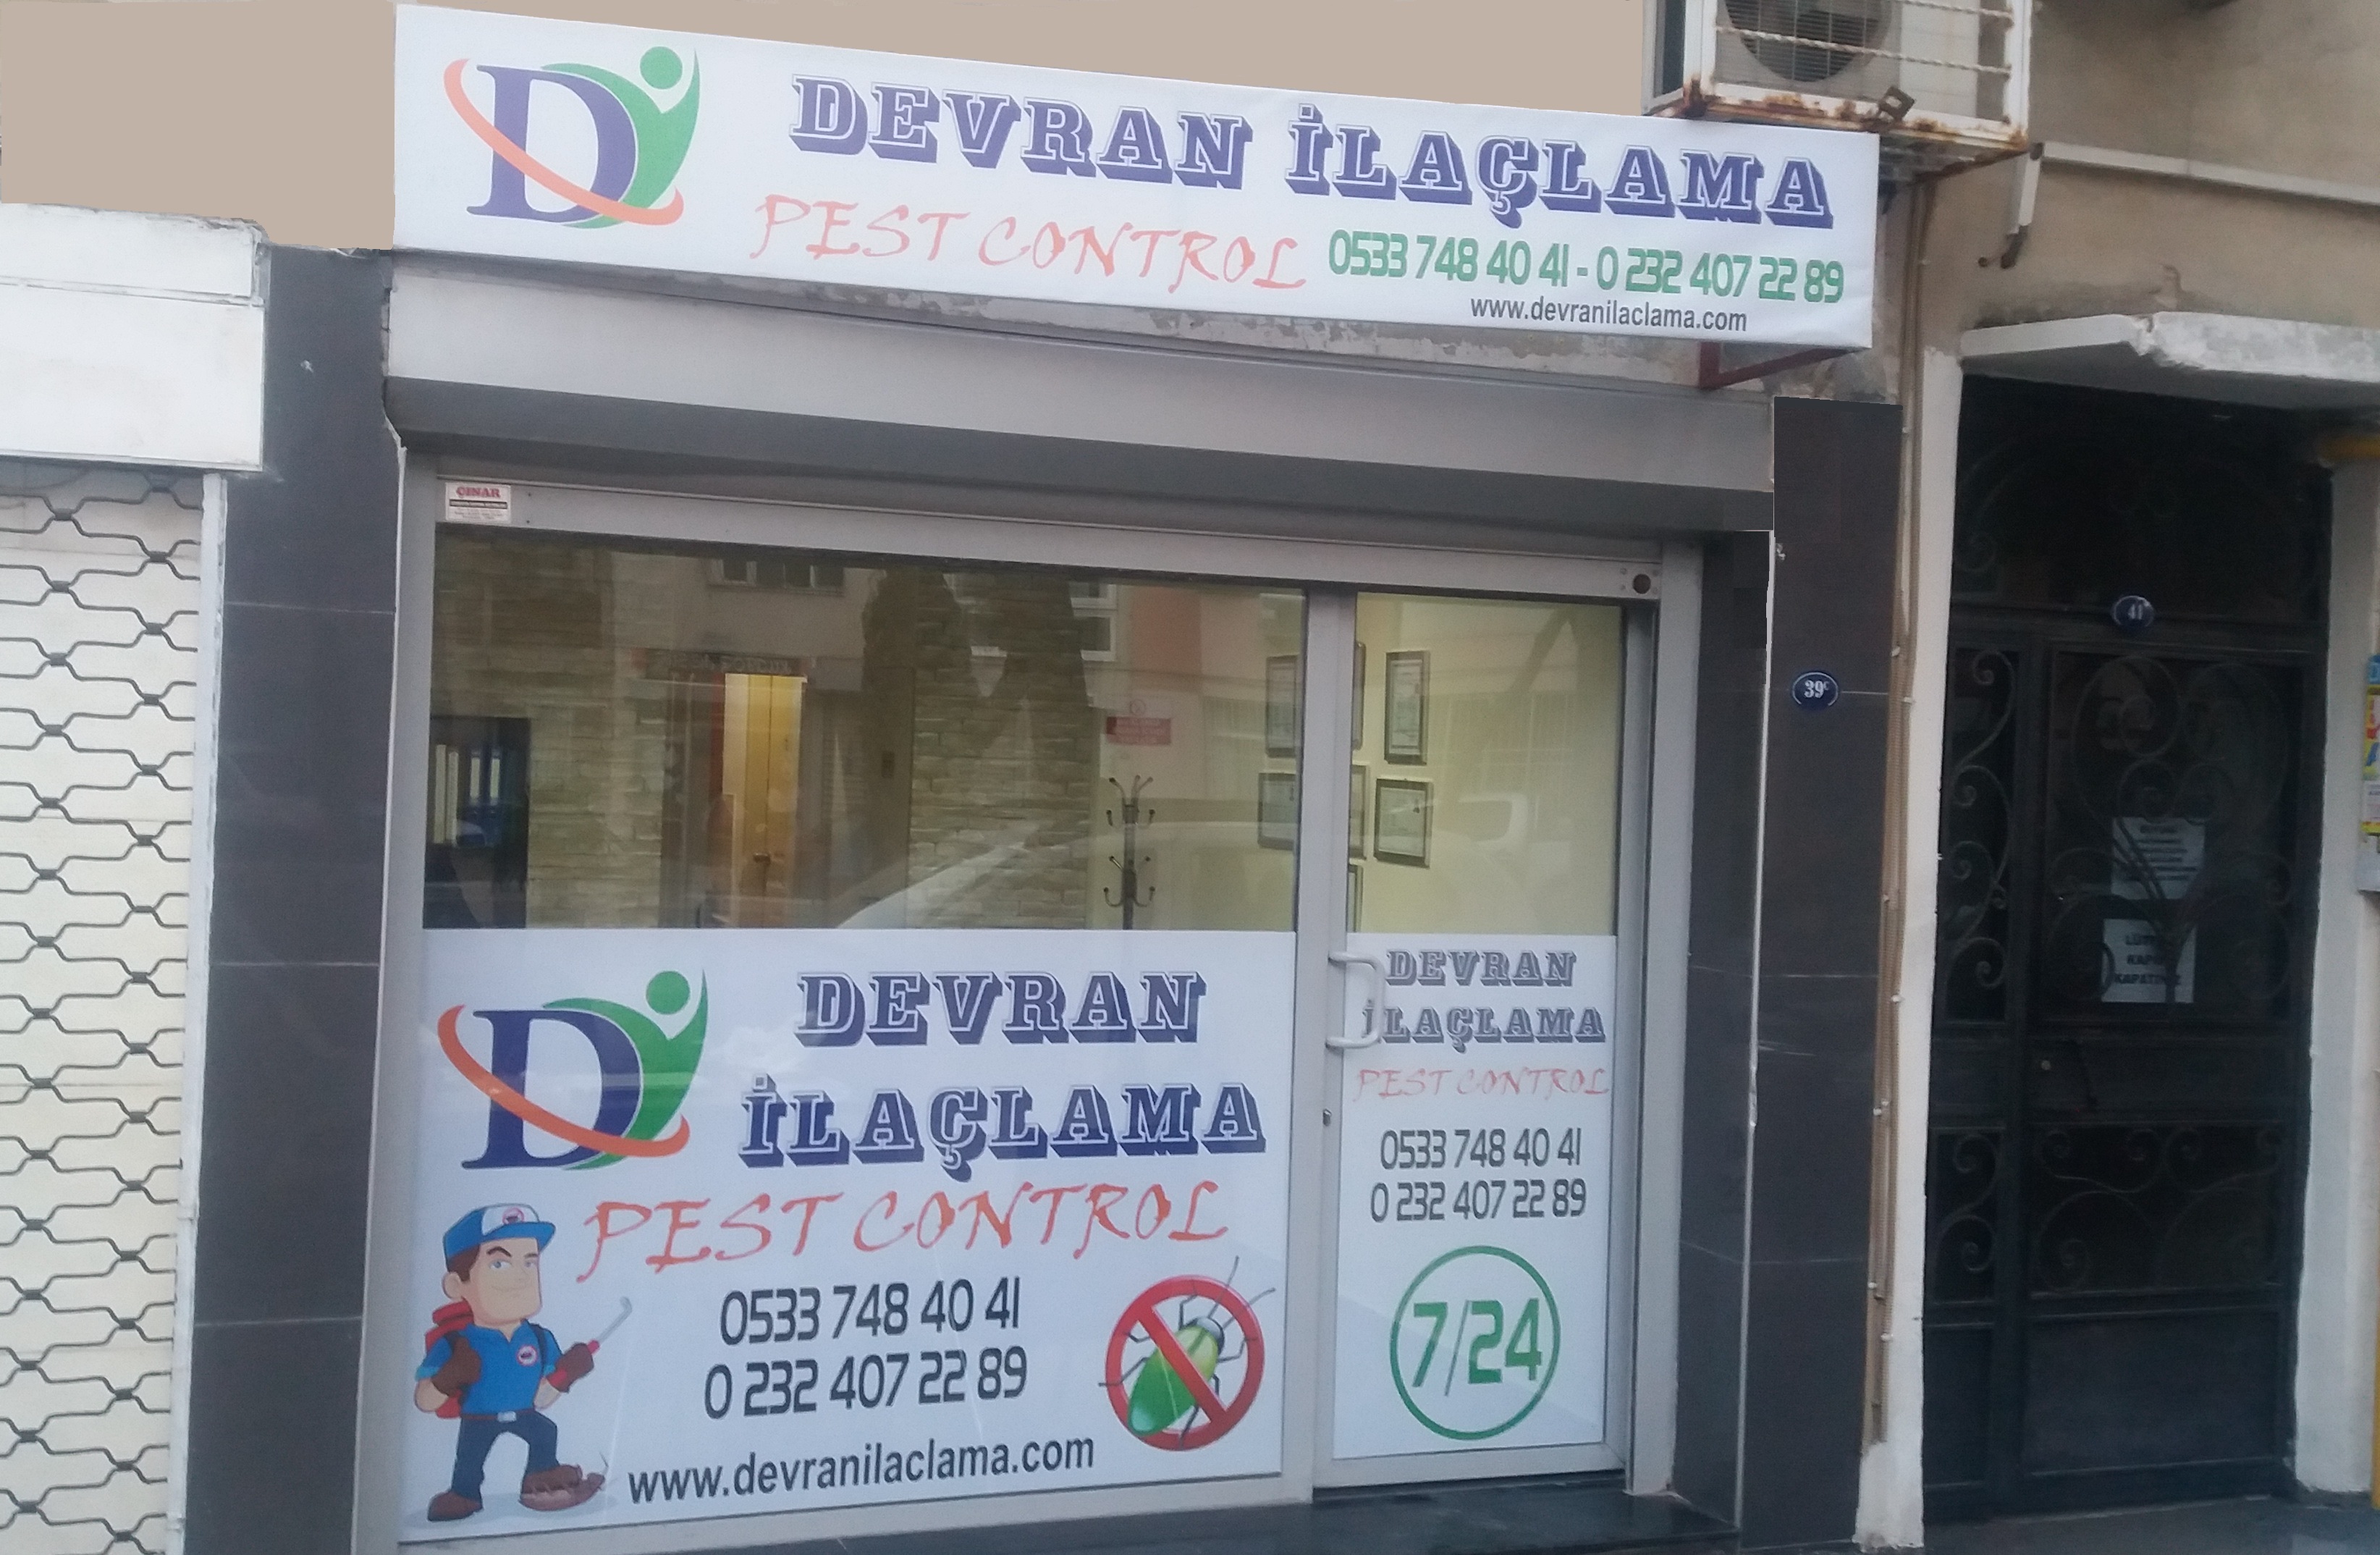 DEVRAN İLAÇLAMA
PEST CONTROL 0533 748 40 41 - 0 232 407 22 89
www.devranilaclama.com
ÇINAR
41
39C
DEVRAN
İLAÇLAMA
PEST CONTROL
0533 748 40 41
0 232 407 22 89
www.devranilaclama.com
DEVRAN
İLAÇLAMA
PEST CONTROL
0533 748 40 41
0 232 407 22 89
7/24